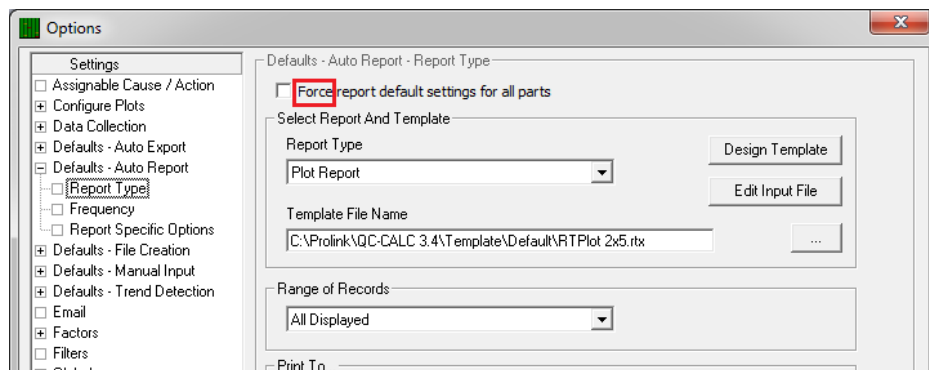 Options
Settings
Assignable Cause / Action
Configure Plots
Data Collection
Defaults - Auto Export
Defaults - Auto Report
Report Type
Frequency
Report Specific Options
Defaults - File Creation
Defaults - Manual Input
Defaults - Trend Detection
Email
Factors
Filters
Defaults - Auto Report - Report Type
Force report default settings for all parts
Select Report And Template
Report Type
Plot Report
Design Template
Edit Input File
Template File Name
C:\Prolink\QC-CALC 3.4\Template\Default\RTPlot 2x5.rtx
...
Range of Records
All Displayed
Print To